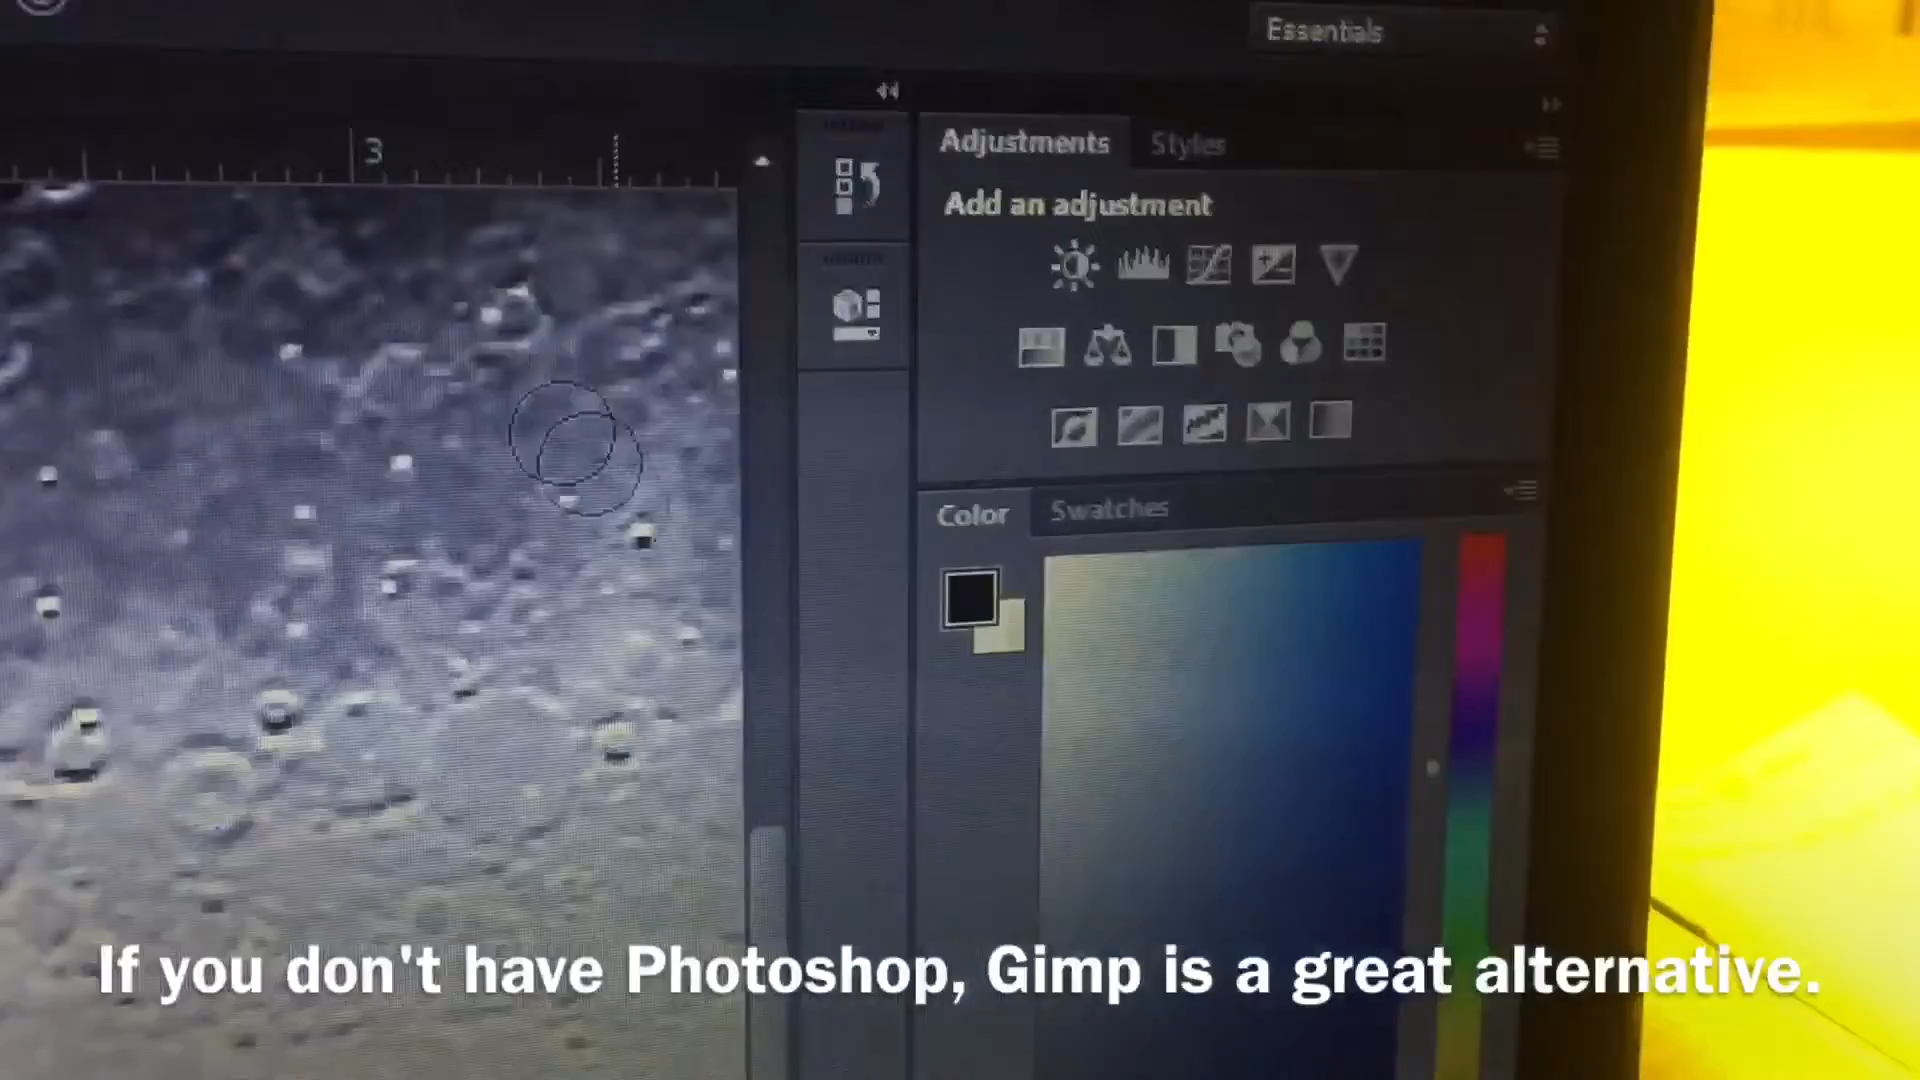 Essentials
3
Adjustments Styles
Add an adjustment
Color Swatches
If you don't have Photoshop, Gimp is a great alternative.